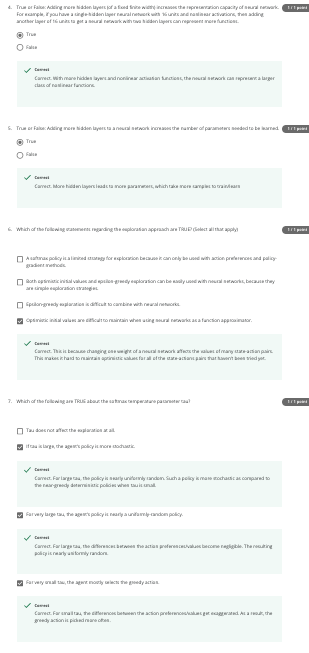 4. True or False: Adding more hidden layers (of a fixed finite width) increases the representation capacity of neural network. 1 / 1 point
For example, if you have a single-hidden layer neural network with 16 units and nonlinear activations, then adding
another layer of 16 units to get a neural network with two hidden layers can represent more functions.
True
False
Correct
Correct. With more hidden layers and nonlinear activation functions, the neural network can represent a larger
class of nonlinear functions.
5. True or False: Adding more hidden layers to a neural network increases the number of parameters needed to be learned. 1 / 1 point
True
False
Correct
Correct: More hidden layers leads to more parameters, which take more samples to train/learn
6. Which of the following statements regarding the exploration approach are TRUE? (Select all that apply) 1 / 1 point
A softmax policy is a limited strategy for exploration because it can only be used with action preferences and policy-
gradient methods.
Both optimistic initial values and epsilon-greedy exploration can be easily used with neural networks, because they
are simple exploration strategies.
Epsilon-greedy exploration is difficult to combine with neural networks.
Optimistic initial values are difficult to maintain when using neural networks as a function approximator.
Correct
Correct. This is because changing one weight of a neural network affects the values of many state-action pairs.
This makes it hard to maintain optimistic values for all of the state-actions pairs that haven't been tried yet.
7. Which of the following are TRUE about the softmax temperature parameter tau? 1 / 1 point
Tau does not affect the exploration at all.
If tau is large, the agent's policy is more stochastic.
Correct
Correct. For large tau, the policy is nearly uniformly random. Such a policy is more stochastic as compared to
the near-greedy deterministic policies when tau is small.
For very large tau, the agent's policy is nearly a uniformly-random policy.
Correct
Correct. For large tau, the differences between the action preferences/values become negligible. The resulting
policy is nearly uniformly random.
For very small tau, the agent mostly selects the greedy action.
Correct
Correct. For small tau, the differences between the action preferences/values get exaggerated. As a result, the
greedy action is picked more often.